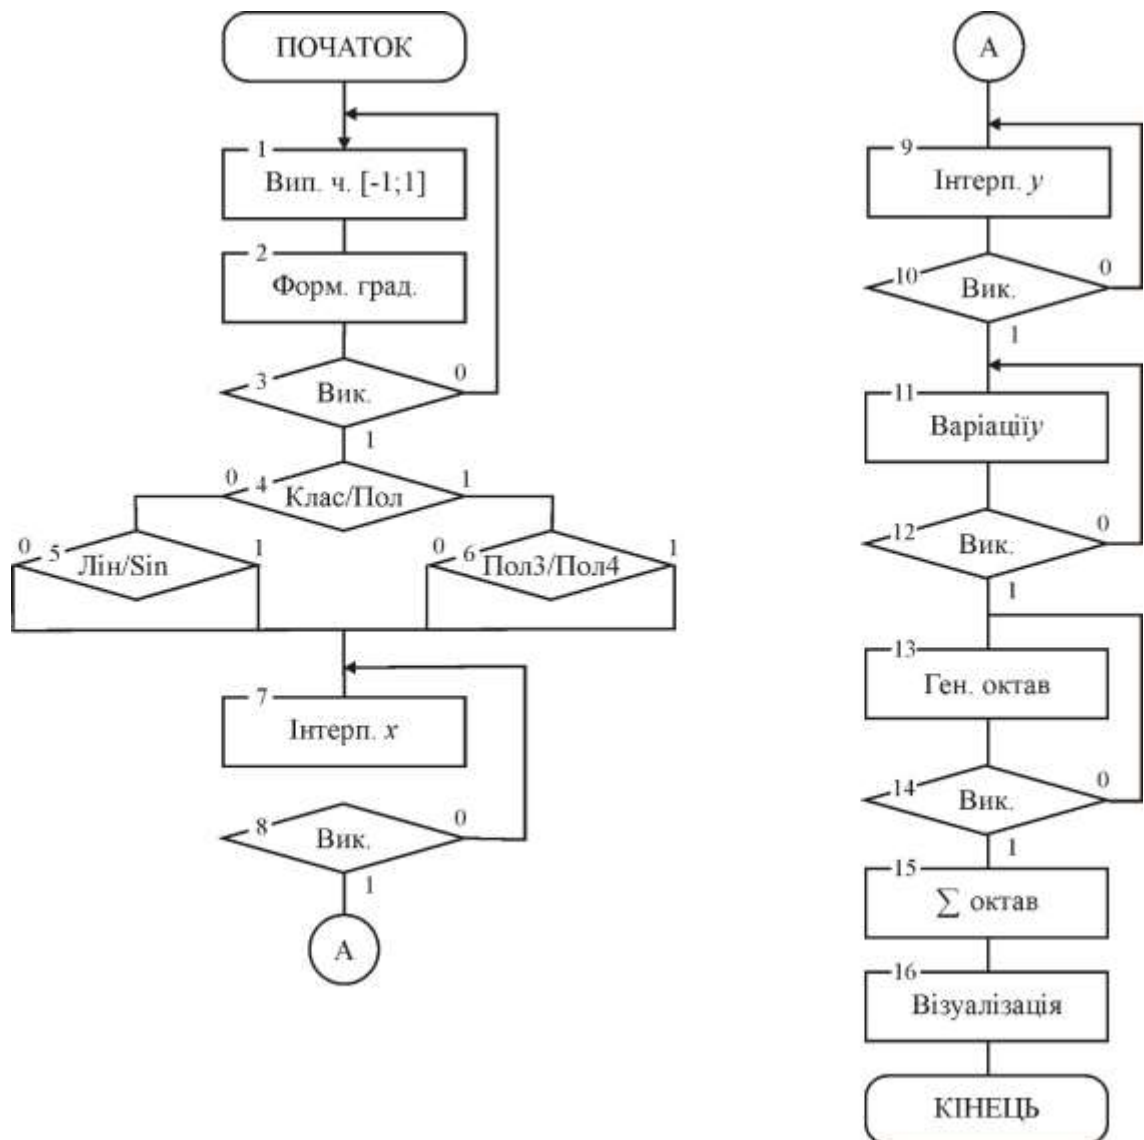 ПОЧАТОК
1
Вип. ч. [-1;1]
2
Форм. град.
3
Вик.
0
1
4
Клас/Пол
0
1
5
Лін/Sin
0
1
6
Пол3/Пол4
0
1
7
Інтерп. x
8
Вик.
0
1
А
А
9
Інтерп. y
10
Вик.
0
1
11
Варіаціїy
12
Вик.
0
1
13
Ген. октав
14
Вик.
0
1
15
∑ октав
16
Візуалізація
КІНЕЦЬ